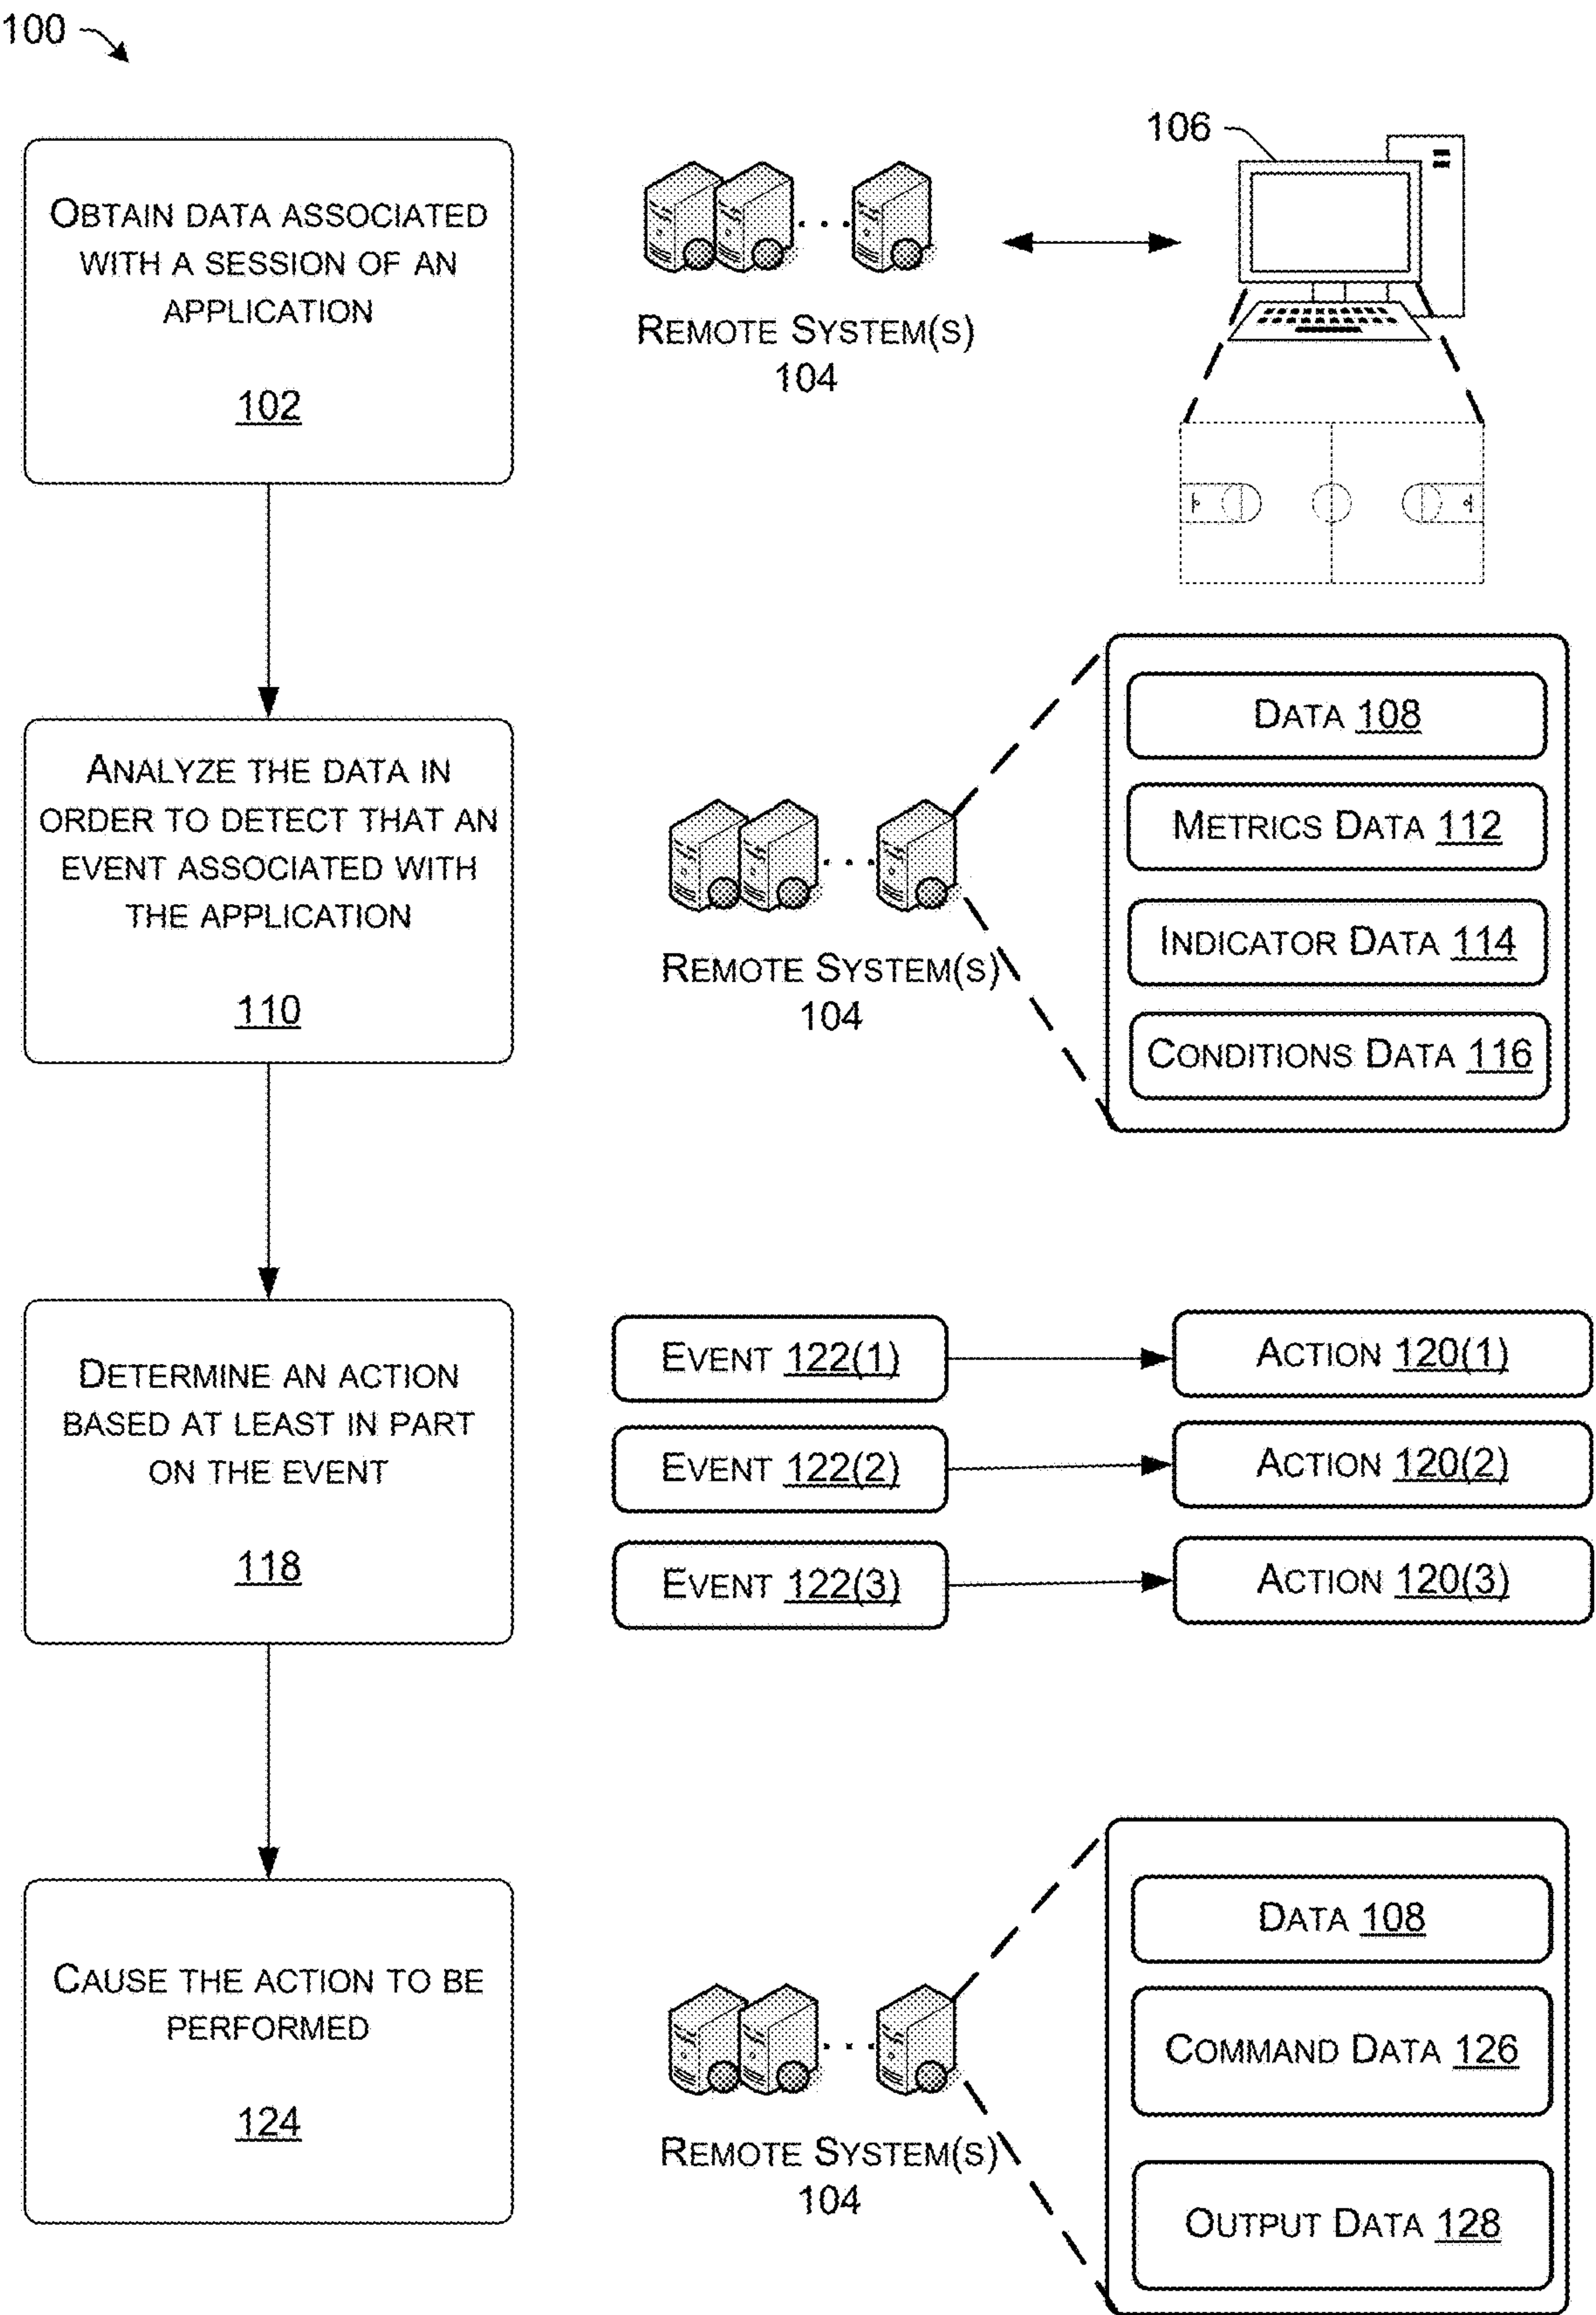 100
OBTAIN DATA ASSOCIATED
WITH A SESSION OF AN
APPLICATION
102
REMOTE SYSTEM(S)
104
106
ANALYZE THE DATA IN
ORDER TO DETECT THAT AN
EVENT ASSOCIATED WITH
THE APPLICATION
110
REMOTE SYSTEM(S)
104
DATA 108
METRICS DATA 112
INDICATOR DATA 114
CONDITIONS DATA 116
DETERMINE AN ACTION
BASED AT LEAST IN PART
ON THE EVENT
118
EVENT 122(1)
ACTION 120(1)
EVENT 122(2)
ACTION 120(2)
EVENT 122(3)
ACTION 120(3)
CAUSE THE ACTION TO BE
PERFORMED
124
REMOTE SYSTEM(S)
104
DATA 108
COMMAND DATA 126
OUTPUT DATA 128